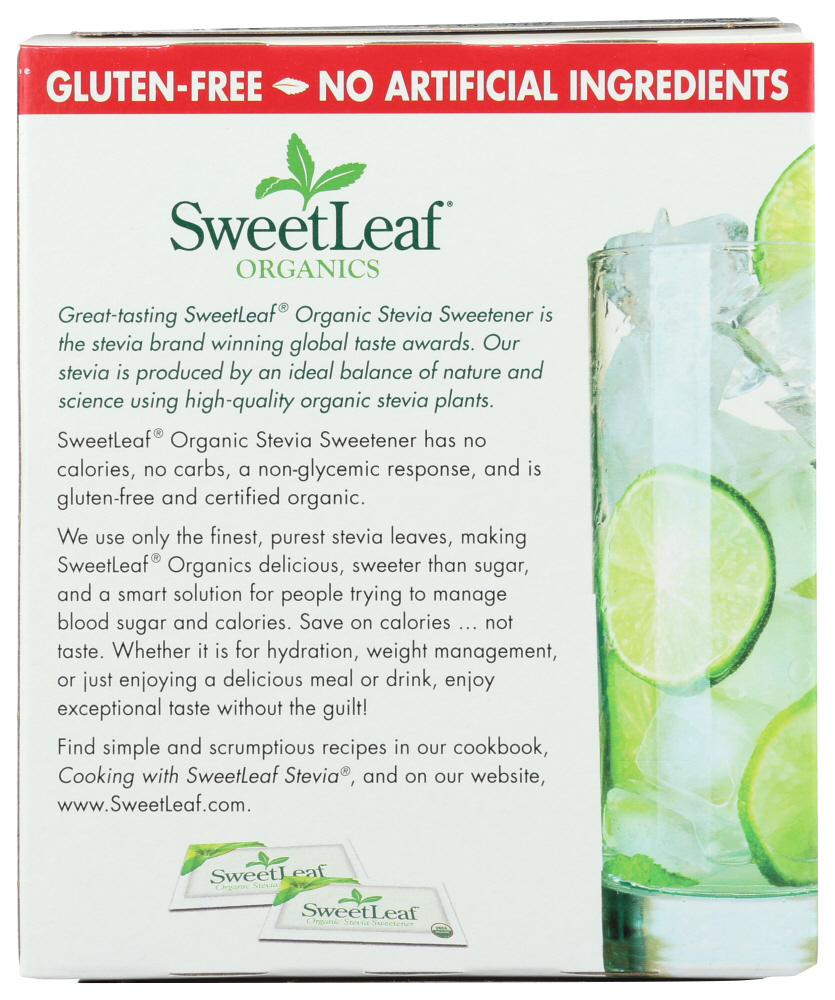 GLUTEN-FREE NO ARTIFICIAL INGREDIENTS
SweetLeaf®
ORGANICS
Great-tasting SweetLeaf® Organic Stevia Sweetener is
the stevia brand winning global taste awards. Our
stevia is produced by an ideal balance of nature and
science using high-quality organic stevia plants.
SweetLeaf® Organic Stevia Sweetener has no
calories, no carbs, a non-glycemic response, and is
gluten-free and certified organic.
We use only the finest, purest stevia leaves, making
SweetLeaf® Organics delicious, sweeter than sugar,
and a smart solution for people trying to manage
blood sugar and calories. Save on calories ... not
taste. Whether it is for hydration, weight management,
or just enjoying a delicious meal or drink, enjoy
exceptional taste without the guilt!
Find simple and scrumptious recipes in our cookbook,
Cooking with SweetLeaf Stevia®, and on our website,
www.SweetLeaf.com.
SweetLeaf
Organic Stevia
SweetLeaf
Organic Stevia Sweetener
USDA